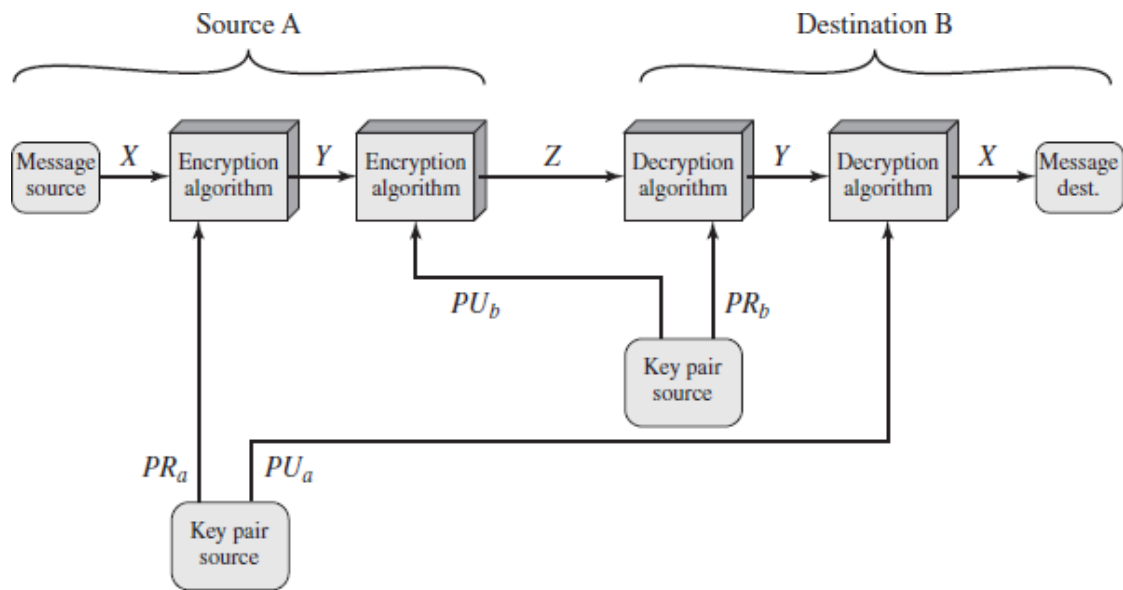 Source A
Destination B
Message
source
X
Encryption
algorithm
Y
Encryption
algorithm
Z
Decryption
algorithm
Y
Decryption
algorithm
X
Message
dest.
PUb
PRb
Key pair
source
PRa
PUa
Key pair
source